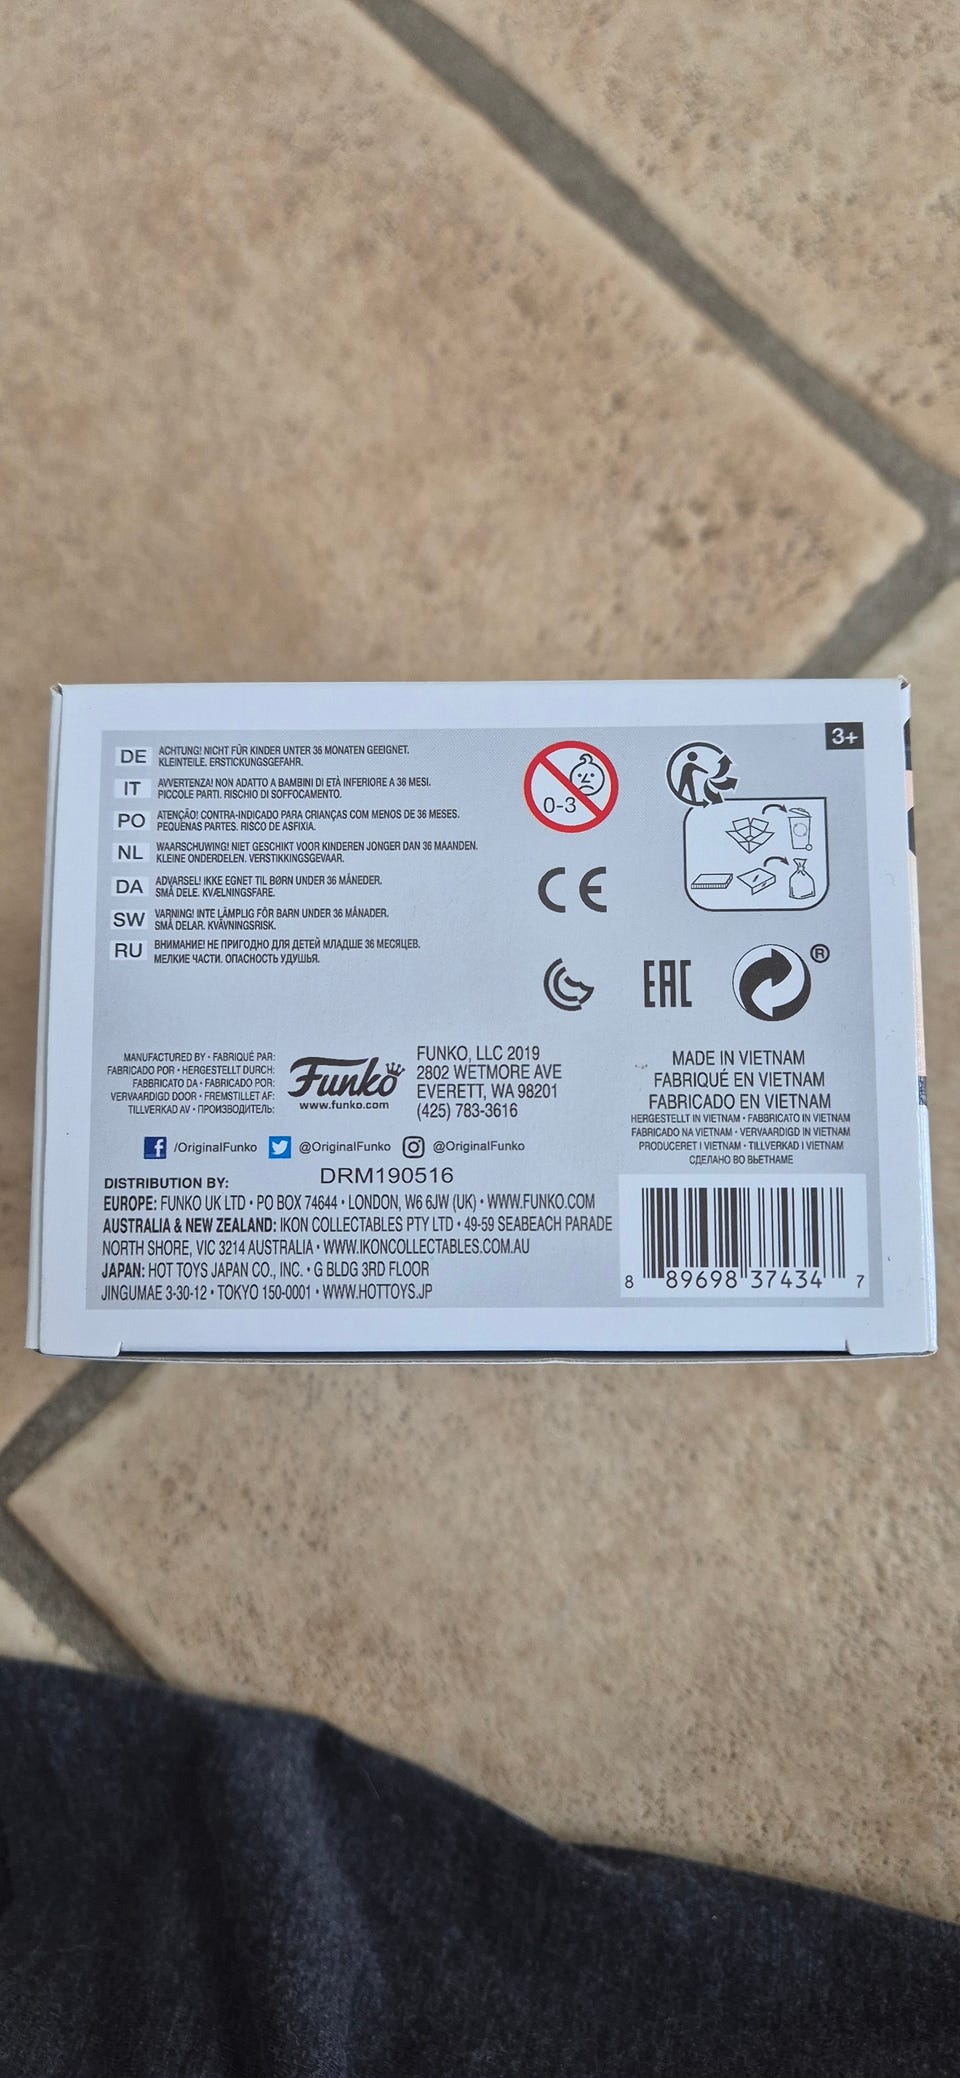 3+
DE ACHTUNG! NICHT FÜR KINDER UNTER 36 MONATEN GEEIGNET.
KLEINTEILE. ERSTICKUNGSGEFAHR.
IT AVVERTENZA! NON ADATTO A BAMBINI DI ETÀ INFERIORE A 36 MESI.
PICCOLE PARTI. RISCHIO DI SOFFOCAMENTO.
PO ATENÇÃO! CONTRA-INDICADO PARA CRIANÇAS COM MENOS DE 36 MESES.
PEQUENAS PARTES. RISCO DE ASFIXIA.
NL WAARSCHUWING! NIET GESCHIKT VOOR KINDEREN JONGER DAN 36 MAANDEN.
KLEINE ONDERDELEN. VERSTIKKINGSGEVAAR.
DA ADVARSEL! IKKE EGNET TIL BØRN UNDER 36 MÅNEDER.
SMÅ DELE. KVÆLNINGSFARE.
SW VARNING! INTE LÄMPLIG FÖR BARN UNDER 36 MÅNADER.
SMÅ DELAR. KVÄVNINGSRISK.
RU ВНИМАНИЕ! НЕ ПРИГОДНО ДЛЯ ДЕТЕЙ МЛАДШЕ 36 МЕСЯЦЕВ.
МЕЛКИЕ ЧАСТИ. ОПАСНОСТЬ УДУШЬЯ.
0-3
CE
EAC
®
MANUFACTURED BY • FABRIQUÉ PAR:
FABRICADO POR • HERGESTELLT DURCH:
FABBRICATO DA • FABRICADO POR:
VERVAARDIGD DOOR • FREMSTILLET AF:
TILLVERKAD AV • ПРОИЗВОДИТЕЛЬ:
Funko
www.funko.com
FUNKO, LLC 2019
2802 WETMORE AVE
EVERETT, WA 98201
(425) 783-3616
MADE IN VIETNAM
FABRIQUÉ EN VIETNAM
FABRICADO EN VIETNAM
HERGESTELLT IN VIETNAM • FABBRICATO IN VIETNAM
FABRICADO NA VIETNAM • VERVAARDIGD IN VIETNAM
PRODUCERET I VIETNAM • TILLVERKAD I VIETNAM
СДЕЛАНО ВО ВЬЕТНАМЕ
/OriginalFunko @OriginalFunko @OriginalFunko
DRM190516
DISTRIBUTION BY:
EUROPE: FUNKO UK LTD • PO BOX 74644 • LONDON, W6 6JW (UK) • WWW.FUNKO.COM
AUSTRALIA & NEW ZEALAND: IKON COLLECTABLES PTY LTD • 49-59 SEABEACH PARADE
NORTH SHORE, VIC 3214 AUSTRALIA • WWW.IKONCOLLECTABLES.COM.AU
JAPAN: HOT TOYS JAPAN CO., INC. • G BLDG 3RD FLOOR
JINGUMAE 3-30-12 • TOKYO 150-0001 • WWW.HOTTOYS.JP
8 89698 37434 7